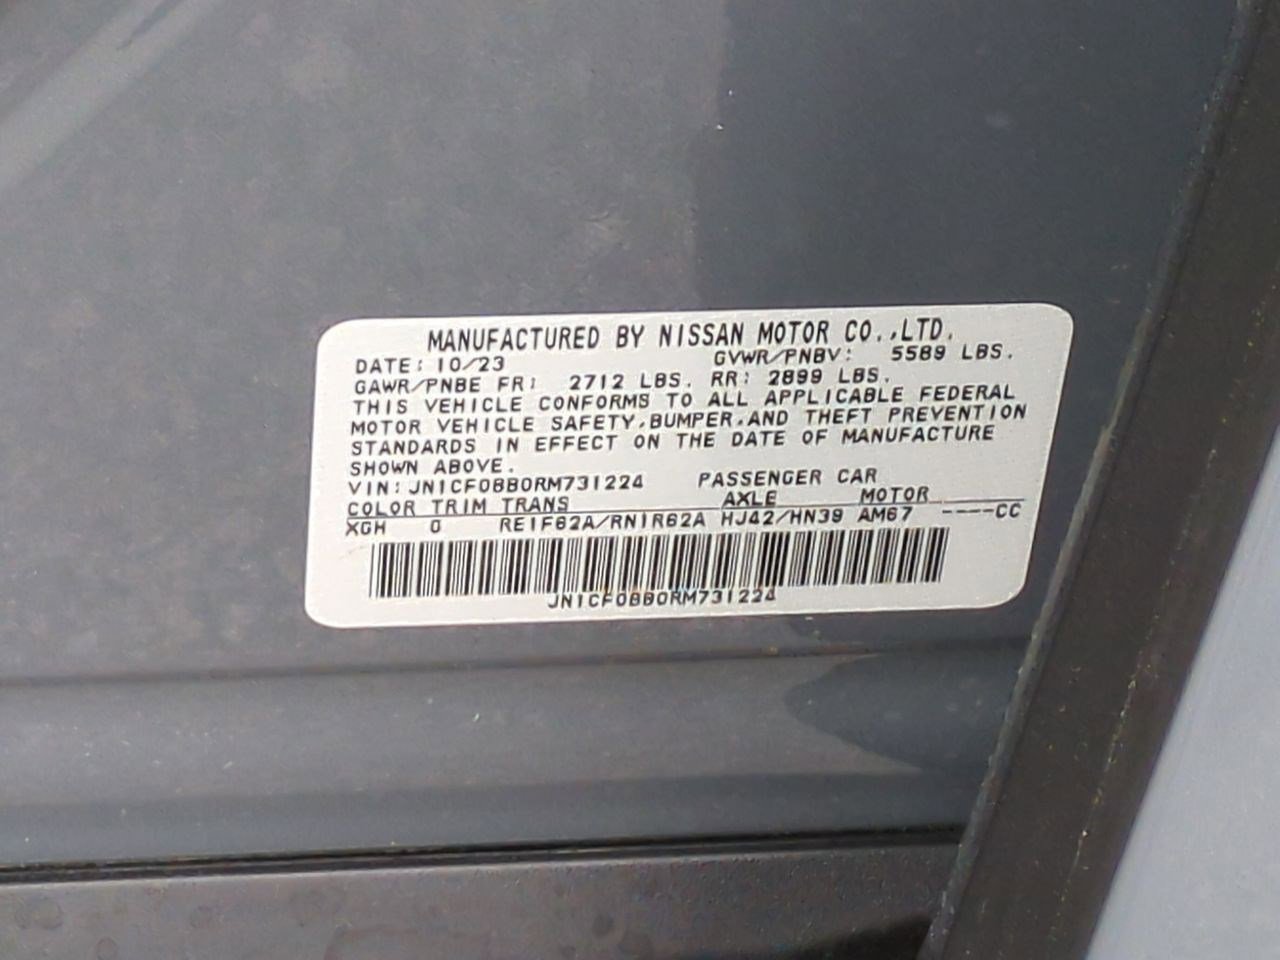 MANUFACTURED BY NISSAN MOTOR CO.,LTD.
DATE: 10/23 GVWR/PNBV: 5589 LBS.
GAWR/PNBE FR: 2712 LBS. RR: 2899 LBS.
THIS VEHICLE CONFORMS TO ALL APPLICABLE FEDERAL
MOTOR VEHICLE SAFETY,BUMPER,AND THEFT PREVENTION
STANDARDS IN EFFECT ON THE DATE OF MANUFACTURE
SHOWN ABOVE.
VIN: JN1CF0BB0RM731224 PASSENGER CAR
COLOR TRIM TRANS AXLE MOTOR
XGH G RE1F62A/RN1R62A HJ42/HN39 AM67 ----CC
JN1CF0BB0RM731224